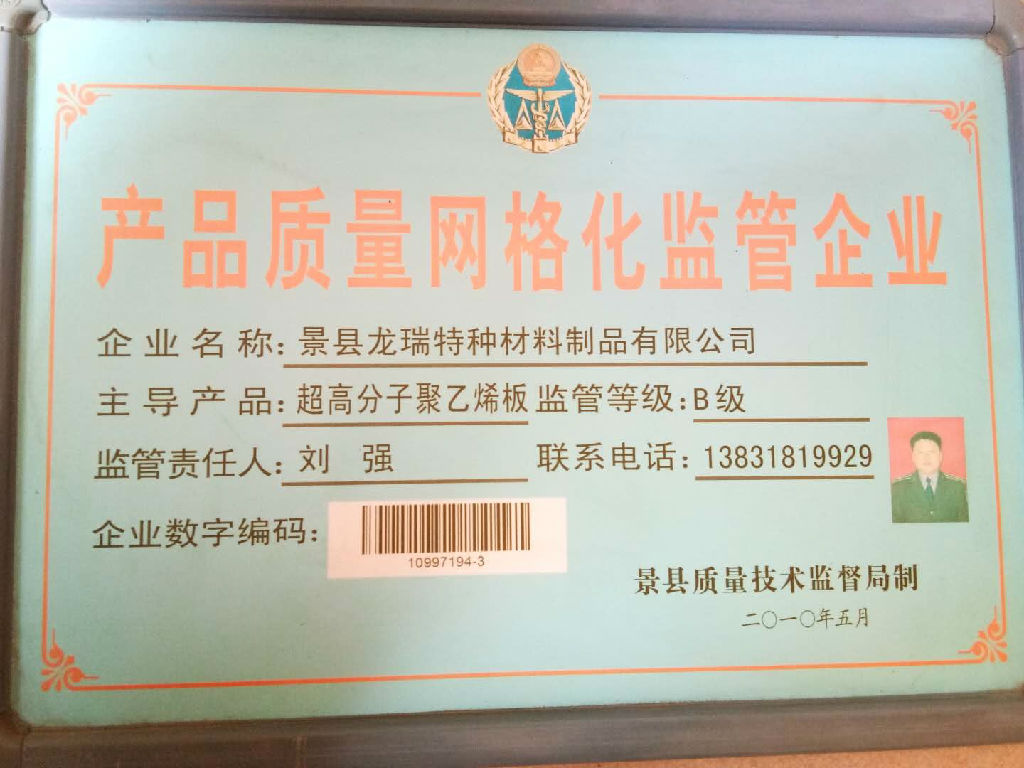 产品质量网格化监管企业
企业名称：景县龙瑞特种材料制品有限公司
主导产品：超高分子聚乙烯板 监管等级：B级
监管责任人：刘 强 联系电话：13831819929
企业数字编码：
10997194-3
景县质量技术监督局制
二〇一〇年五月